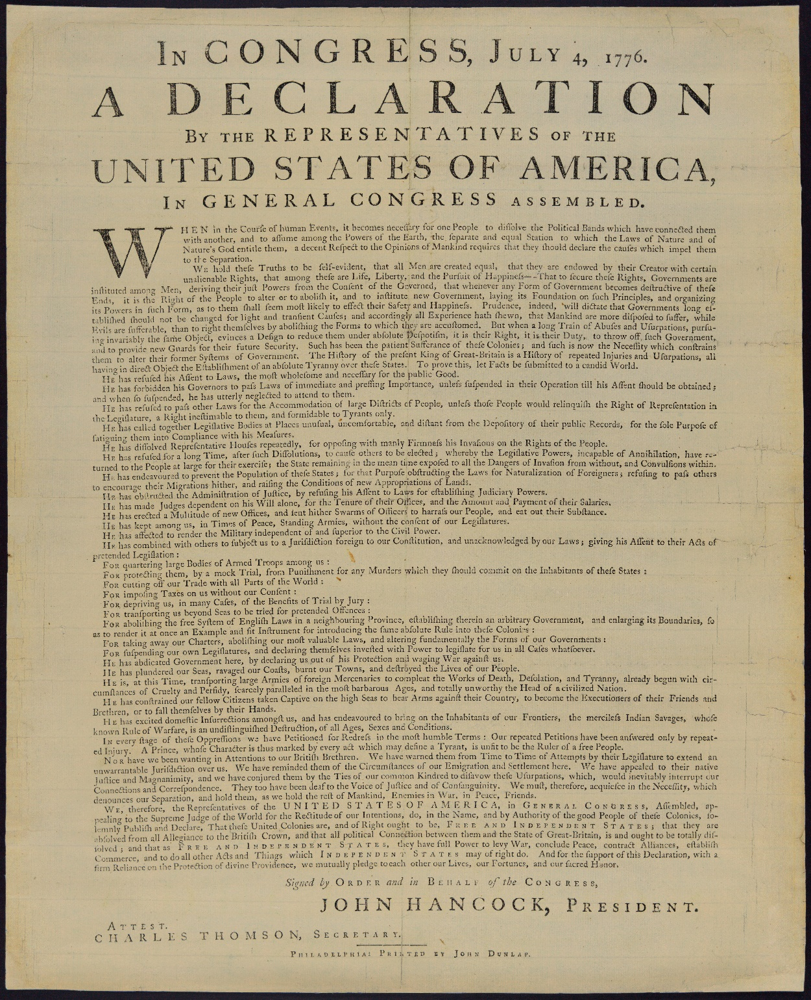 In CONGRESS, July 4, 1776.
A DECLARATION
By the REPRESENTATIVES of the
UNITED STATES OF AMERICA,
In GENERAL CONGRESS assembled.
WHEN in the Courſe of human Events, it becomes neceſſary for one People to diſſolve the Political Bands which have connected them
with another, and to aſſume among the Powers of the Earth, the ſeparate and equal Station to which the Laws of Nature and of
Nature's God entitle them, a decent Reſpect to the Opinions of Mankind requires that they ſhould declare the cauſes which impel them
to the Separation.
We hold theſe Truths to be ſelf-evident, that all Men are created equal, that they are endowed by their Creator with certain
unalienable Rights, that among theſe are Life, Liberty, and the Purſuit of Happineſs—-That to ſecure theſe Rights, Governments are
inſtituted among Men, deriving their juſt Powers from the Conſent of the Governed, that whenever any Form of Government becomes deſtructive of theſe
Ends, it is the Right of the People to alter or to aboliſh it, and to inſtitute new Government, laying its Foundation on ſuch Principles, and organizing
its Powers in ſuch Form, as to them ſhall ſeem moſt likely to effect their Safety and Happineſs. Prudence, indeed, will dictate that Governments long eſ-
tabliſhed ſhould not be changed for light and tranſient Cauſes; and accordingly all Experience hath ſhewn, that Mankind are more diſpoſed to ſuffer, while
Evils are ſufferable, than to right themſelves by aboliſhing the Forms to which they are accuſtomed. But when a long Train of Abuſes and Uſurpations, purſu-
ing invariably the ſame Object, evinces a Deſign to reduce them under abſolute Deſpotiſm, it is their Right, it is their Duty, to throw off ſuch Government,
and to provide new Guards for their future Security. Such has been the patient Sufferance of theſe Colonies; and ſuch is now the Neceſſity which conſtrains
them to alter their former Syſtems of Government. The Hiſtory of the preſent King of Great-Britain is a Hiſtory of repeated Injuries and Uſurpations, all
having in direct Object the Eſtabliſhment of an abſolute Tyranny over theſe States. To prove this, let Facts be ſubmitted to a candid World.
He has refuſed his Aſſent to Laws, the moſt wholeſome and neceſſary for the public Good.
He has forbidden his Governors to paſs Laws of immediate and preſſing Importance, unleſs ſuſpended in their Operation till his Aſſent ſhould be obtained;
and when ſo ſuſpended, he has utterly neglected to attend to them.
He has refuſed to paſs other Laws for the Accommodation of large Diſtricts of People, unleſs thoſe People would relinquiſh the Right of Repreſentation in
the Legiſlature, a Right ineſtimable to them, and formidable to Tyrants only.
He has called together Legiſlative Bodies at Places unuſual, uncomfortable, and diſtant from the Depoſitory of their public Records, for the ſole Purpoſe of
fatiguing them into Compliance with his Meaſures.
He has diſſolved Repreſentative Houſes repeatedly, for oppoſing with manly Firmneſs his Invaſions on the Rights of the People.
He has refuſed for a long Time, after ſuch Diſſolutions, to cauſe others to be elected; whereby the Legiſlative Powers, incapable of Annihilation, have re-
turned to the People at large for their exerciſe; the State remaining in the mean time expoſed to all the Dangers of Invaſion from without, and Convulſions within.
He has endeavoured to prevent the Population of theſe States; for that Purpoſe obſtructing the Laws for Naturalization of Foreigners; refuſing to paſs others
to encourage their Migrations hither, and raiſing the Conditions of new Appropriations of Lands.
He has obſtructed the Adminiſtration of Juſtice, by refuſing his Aſſent to Laws for eſtabliſhing Judiciary Powers.
He has made Judges dependent on his Will alone, for the Tenure of their Offices, and the Amount and Payment of their Salaries.
He has erected a Multitude of new Offices, and ſent hither Swarms of Officers to harraſs our People, and eat out their Subſtance.
He has kept among us, in Times of Peace, Standing Armies, without the conſent of our Legiſlatures.
He has affected to render the Military independent of and ſuperior to the Civil Power.
He has combined with others to ſubject us to a Juriſdiction foreign to our Conſtitution, and unacknowledged by our Laws; giving his Aſſent to their Acts of
pretended Legiſlation:
For quartering large Bodies of Armed Troops among us:
For protecting them, by a mock Trial, from Puniſhment for any Murders which they ſhould commit on the Inhabitants of theſe States:
For cutting off our Trade with all Parts of the World:
For impoſing Taxes on us without our Conſent:
For depriving us, in many Caſes, of the Benefits of Trial by Jury:
For tranſporting us beyond Seas to be tried for pretended Offences:
For aboliſhing the free Syſtem of Engliſh Laws in a neighbouring Province, eſtabliſhing therein an arbitrary Government, and enlarging its Boundaries, ſo
as to render it at once an Example and fit Inſtrument for introducing the ſame abſolute Rule into theſe Colonies:
For taking away our Charters, aboliſhing our moſt valuable Laws, and altering fundamentally the Forms of our Governments:
For ſuſpending our own Legiſlatures, and declaring themſelves inveſted with Power to legiſlate for us in all Caſes whatſoever.
He has abdicated Government here, by declaring us out of his Protection and waging War againſt us.
He has plundered our Seas, ravaged our Coaſts, burnt our Towns, and deſtroyed the Lives of our People.
He is, at this Time, tranſporting large Armies of foreign Mercenaries to compleat the Works of Death, Deſolation, and Tyranny, already begun with cir-
cumſtances of Cruelty and Perfidy, ſcarcely paralleled in the moſt barbarous Ages, and totally unworthy the Head of a civilized Nation.
He has conſtrained our fellow Citizens taken Captive on the high Seas to bear Arms againſt their Country, to become the Executioners of their Friends and
Brethren, or to fall themſelves by their Hands.
He has excited domeſtic Inſurrections amongſt us, and has endeavoured to bring on the Inhabitants of our Frontiers, the mercileſs Indian Savages, whoſe
known Rule of Warfare, is an undiſtinguiſhed Deſtruction, of all Ages, Sexes and Conditions.
In every ſtage of theſe Oppreſſions we have Petitioned for Redreſs in the moſt humble Terms: Our repeated Petitions have been anſwered only by repeat-
ed Injury. A Prince, whoſe Character is thus marked by every act which may define a Tyrant, is unfit to be the Ruler of a free People.
Nor have we been wanting in Attentions to our Britiſh Brethren. We have warned them from Time to Time of Attempts by their Legiſlature to extend an
unwarrantable Juriſdiction over us. We have reminded them of the Circumſtances of our Emigration and Settlement here. We have appealed to their native
Juſtice and Magnanimity, and we have conjured them by the Ties of our common Kindred to diſavow theſe Uſurpations, which, would inevitably interrupt our
Connections and Correſpondence. They too have been deaf to the Voice of Juſtice and of Conſanguinity. We muſt, therefore, acquieſce in the Neceſſity, which
denounces our Separation, and hold them, as we hold the reſt of Mankind, Enemies in War, in Peace, Friends.
We, therefore, the Repreſentatives of the UNITED STATES OF AMERICA, in General Congress, Aſſembled, ap-
pealing to the Supreme Judge of the World for the Rectitude of our Intentions, do, in the Name, and by Authority of the good People of theſe Colonies, ſo-
lemnly Publiſh and Declare, That theſe United Colonies are, and of Right ought to be, Free and Independent States; that they are
abſolved from all Allegiance to the Britiſh Crown, and that all political Connection between them and the State of Great-Britain, is and ought to be totally diſ-
ſolved; and that as Free and Independent States, they have full Power to levy War, conclude Peace, contract Alliances, eſtabliſh
Commerce, and to do all other Acts and Things which Independent States may of right do. And for the ſupport of this Declaration, with a
firm Reliance on the Protection of divine Providence, we mutually pledge to each other our Lives, our Fortunes, and our ſacred Honor.
Signed by Order and in Behalf of the Congress,
JOHN HANCOCK, President.
Attest.
CHARLES THOMSON, Secretary.
Philadelphia: Printed by John Dunlap.